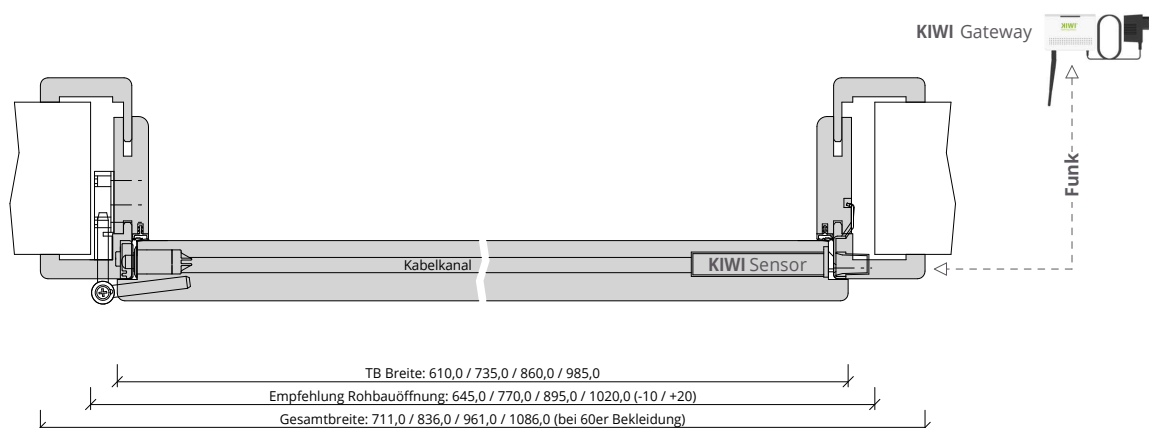 KIWI Gateway
KIWI
Funk
Kabelkanal
KIWI Sensor
TB Breite: 610,0 / 735,0 / 860,0 / 985,0
Empfehlung Rohbauöffnung: 645,0 / 770,0 / 895,0 / 1020,0 (-10 / +20)
Gesamtbreite: 711,0 / 836,0 / 961,0 / 1086,0 (bei 60er Bekleidung)